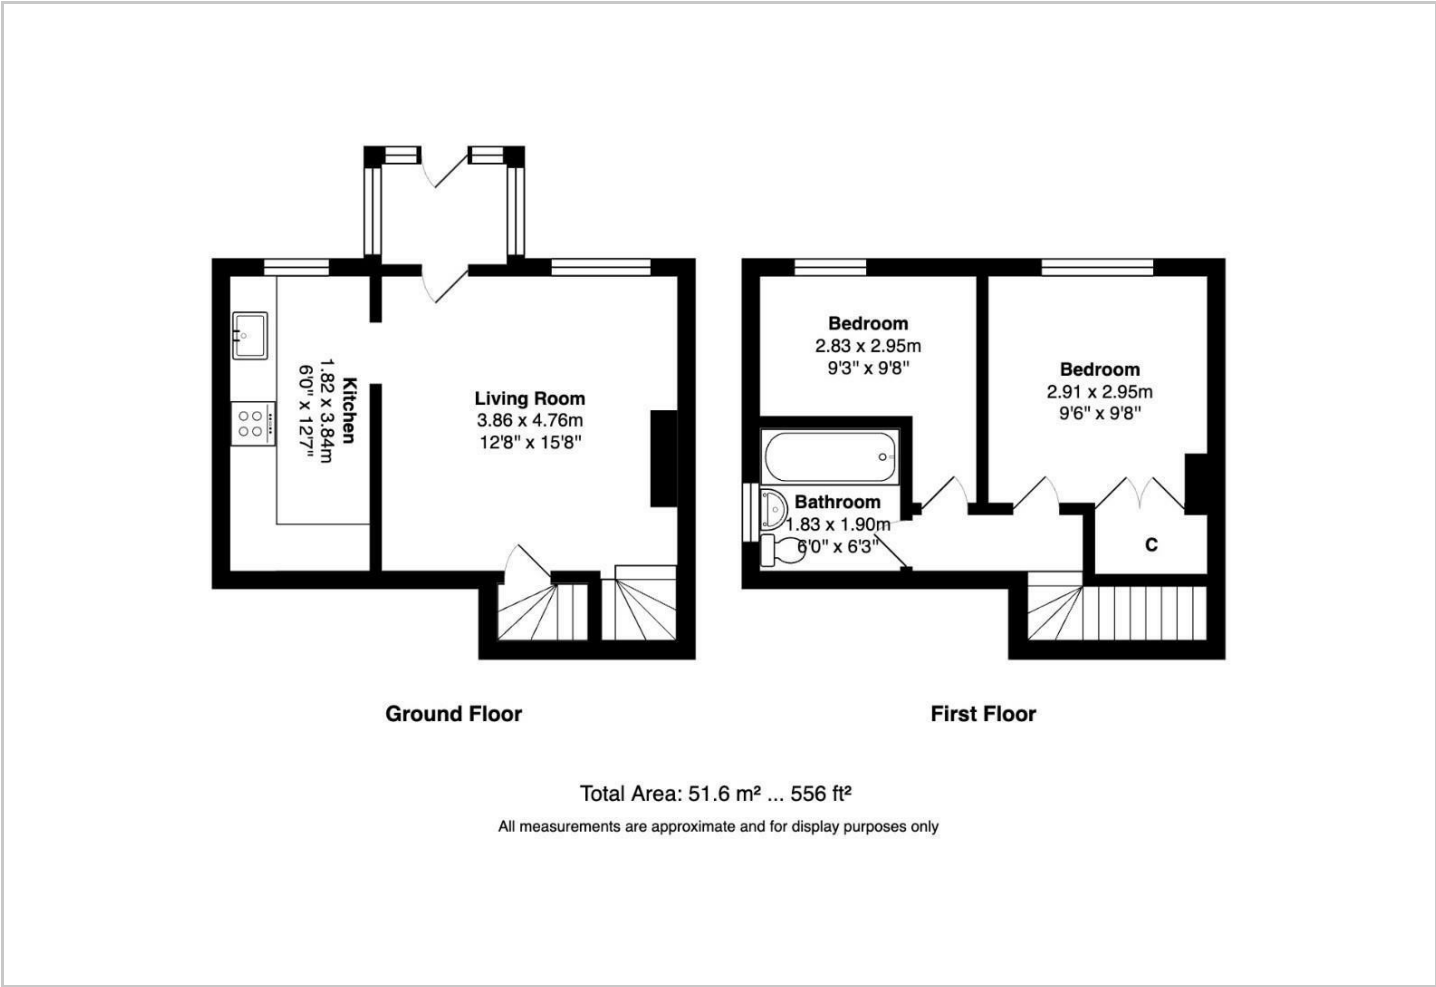 Kitchen
1.82 x 3.84m
6'0" x 12'7"
Living Room
3.86 x 4.76m
12'8" x 15'8"
Bedroom
2.83 x 2.95m
9'3" x 9'8"
Bedroom
2.91 x 2.95m
9'6" x 9'8"
Bathroom
1.83 x 1.90m
6'0" x 6'3"
C
Ground Floor
First Floor
Total Area: 51.6 m² ... 556 ft²
All measurements are approximate and for display purposes only